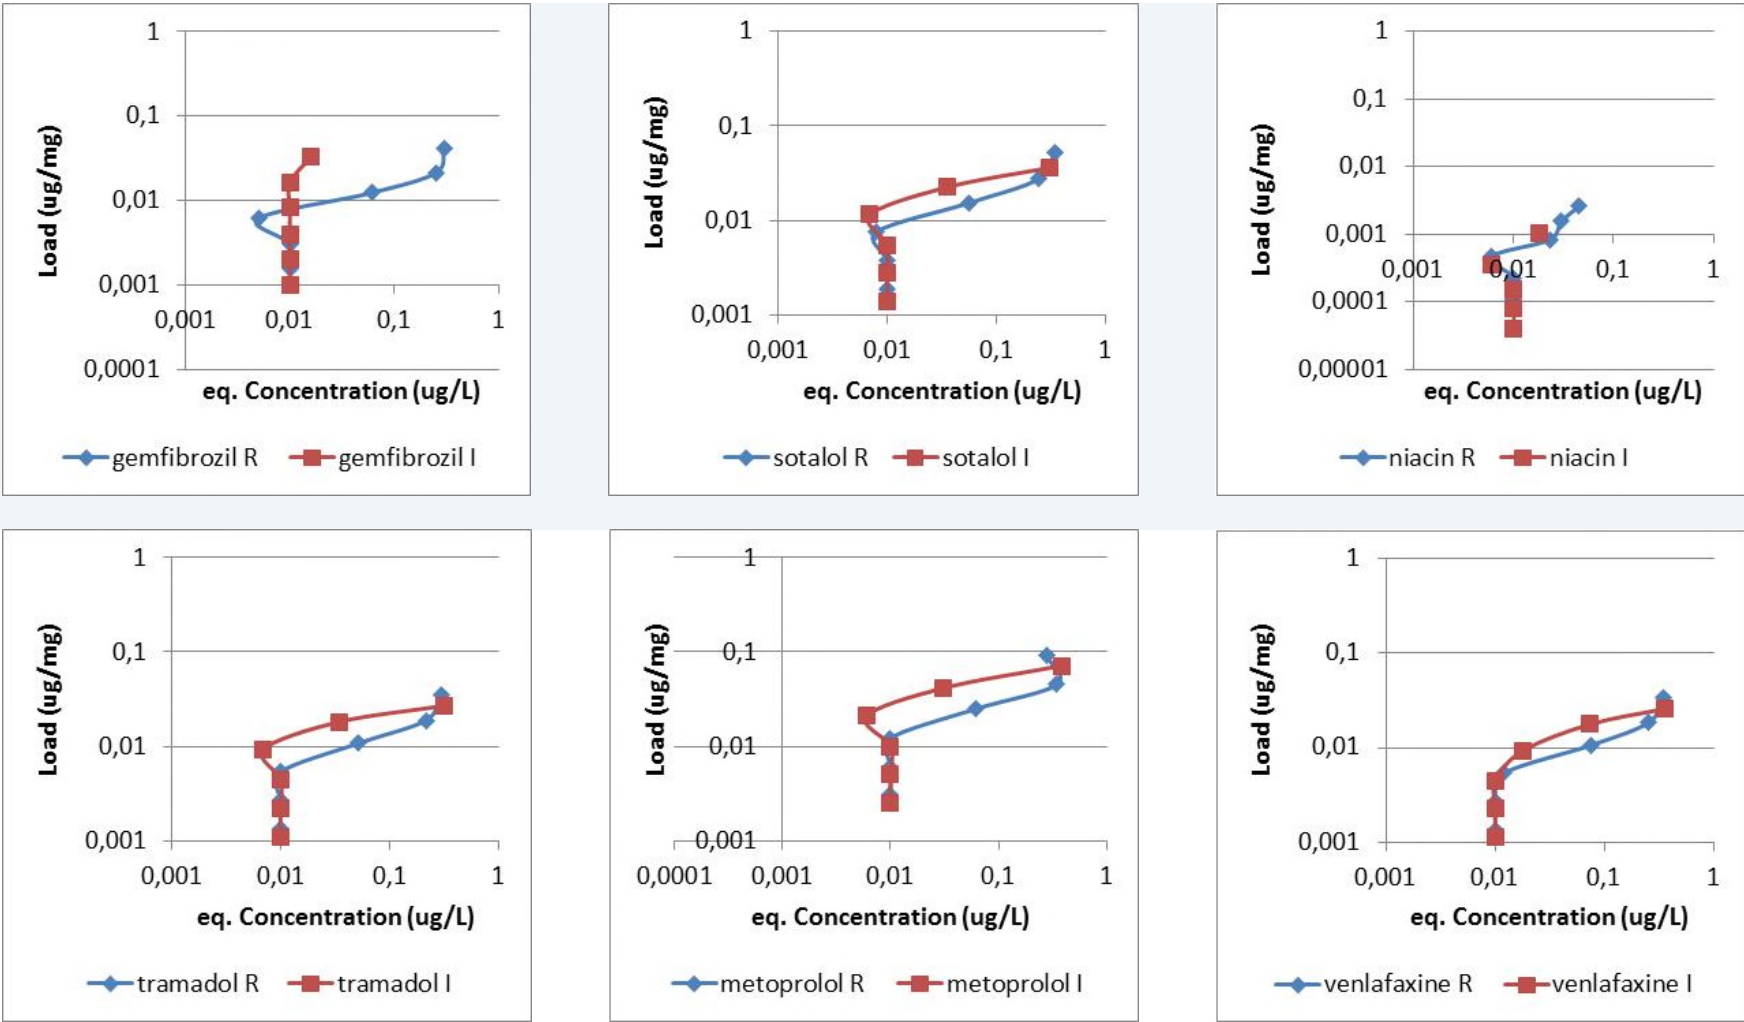 1
0,1
0,01
0,001
0,0001
0,001 0,01 0,1 1
Load (ug/mg)
eq. Concentration (ug/L)
gemfibrozil R gemfibrozil I
1
0,1
0,01
0,001
0,001 0,01 0,1 1
Load (ug/mg)
eq. Concentration (ug/L)
sotalol R sotalol I
1
0,1
0,01
0,001
0,001 0,01 0,1 1
0,0001
0,00001
Load (ug/mg)
eq. Concentration (ug/L)
niacin R niacin I
1
0,1
0,01
0,001
0,001 0,01 0,1 1
Load (ug/mg)
eq. Concentration (ug/L)
tramadol R tramadol I
1
0,1
0,01
0,001
0,0001 0,001 0,01 0,1 1
Load (ug/mg)
eq. Concentration (ug/L)
metoprolol R metoprolol I
1
0,1
0,01
0,001
0,001 0,01 0,1 1
Load (ug/mg)
eq. Concentration (ug/L)
venlafaxine R venlafaxine I